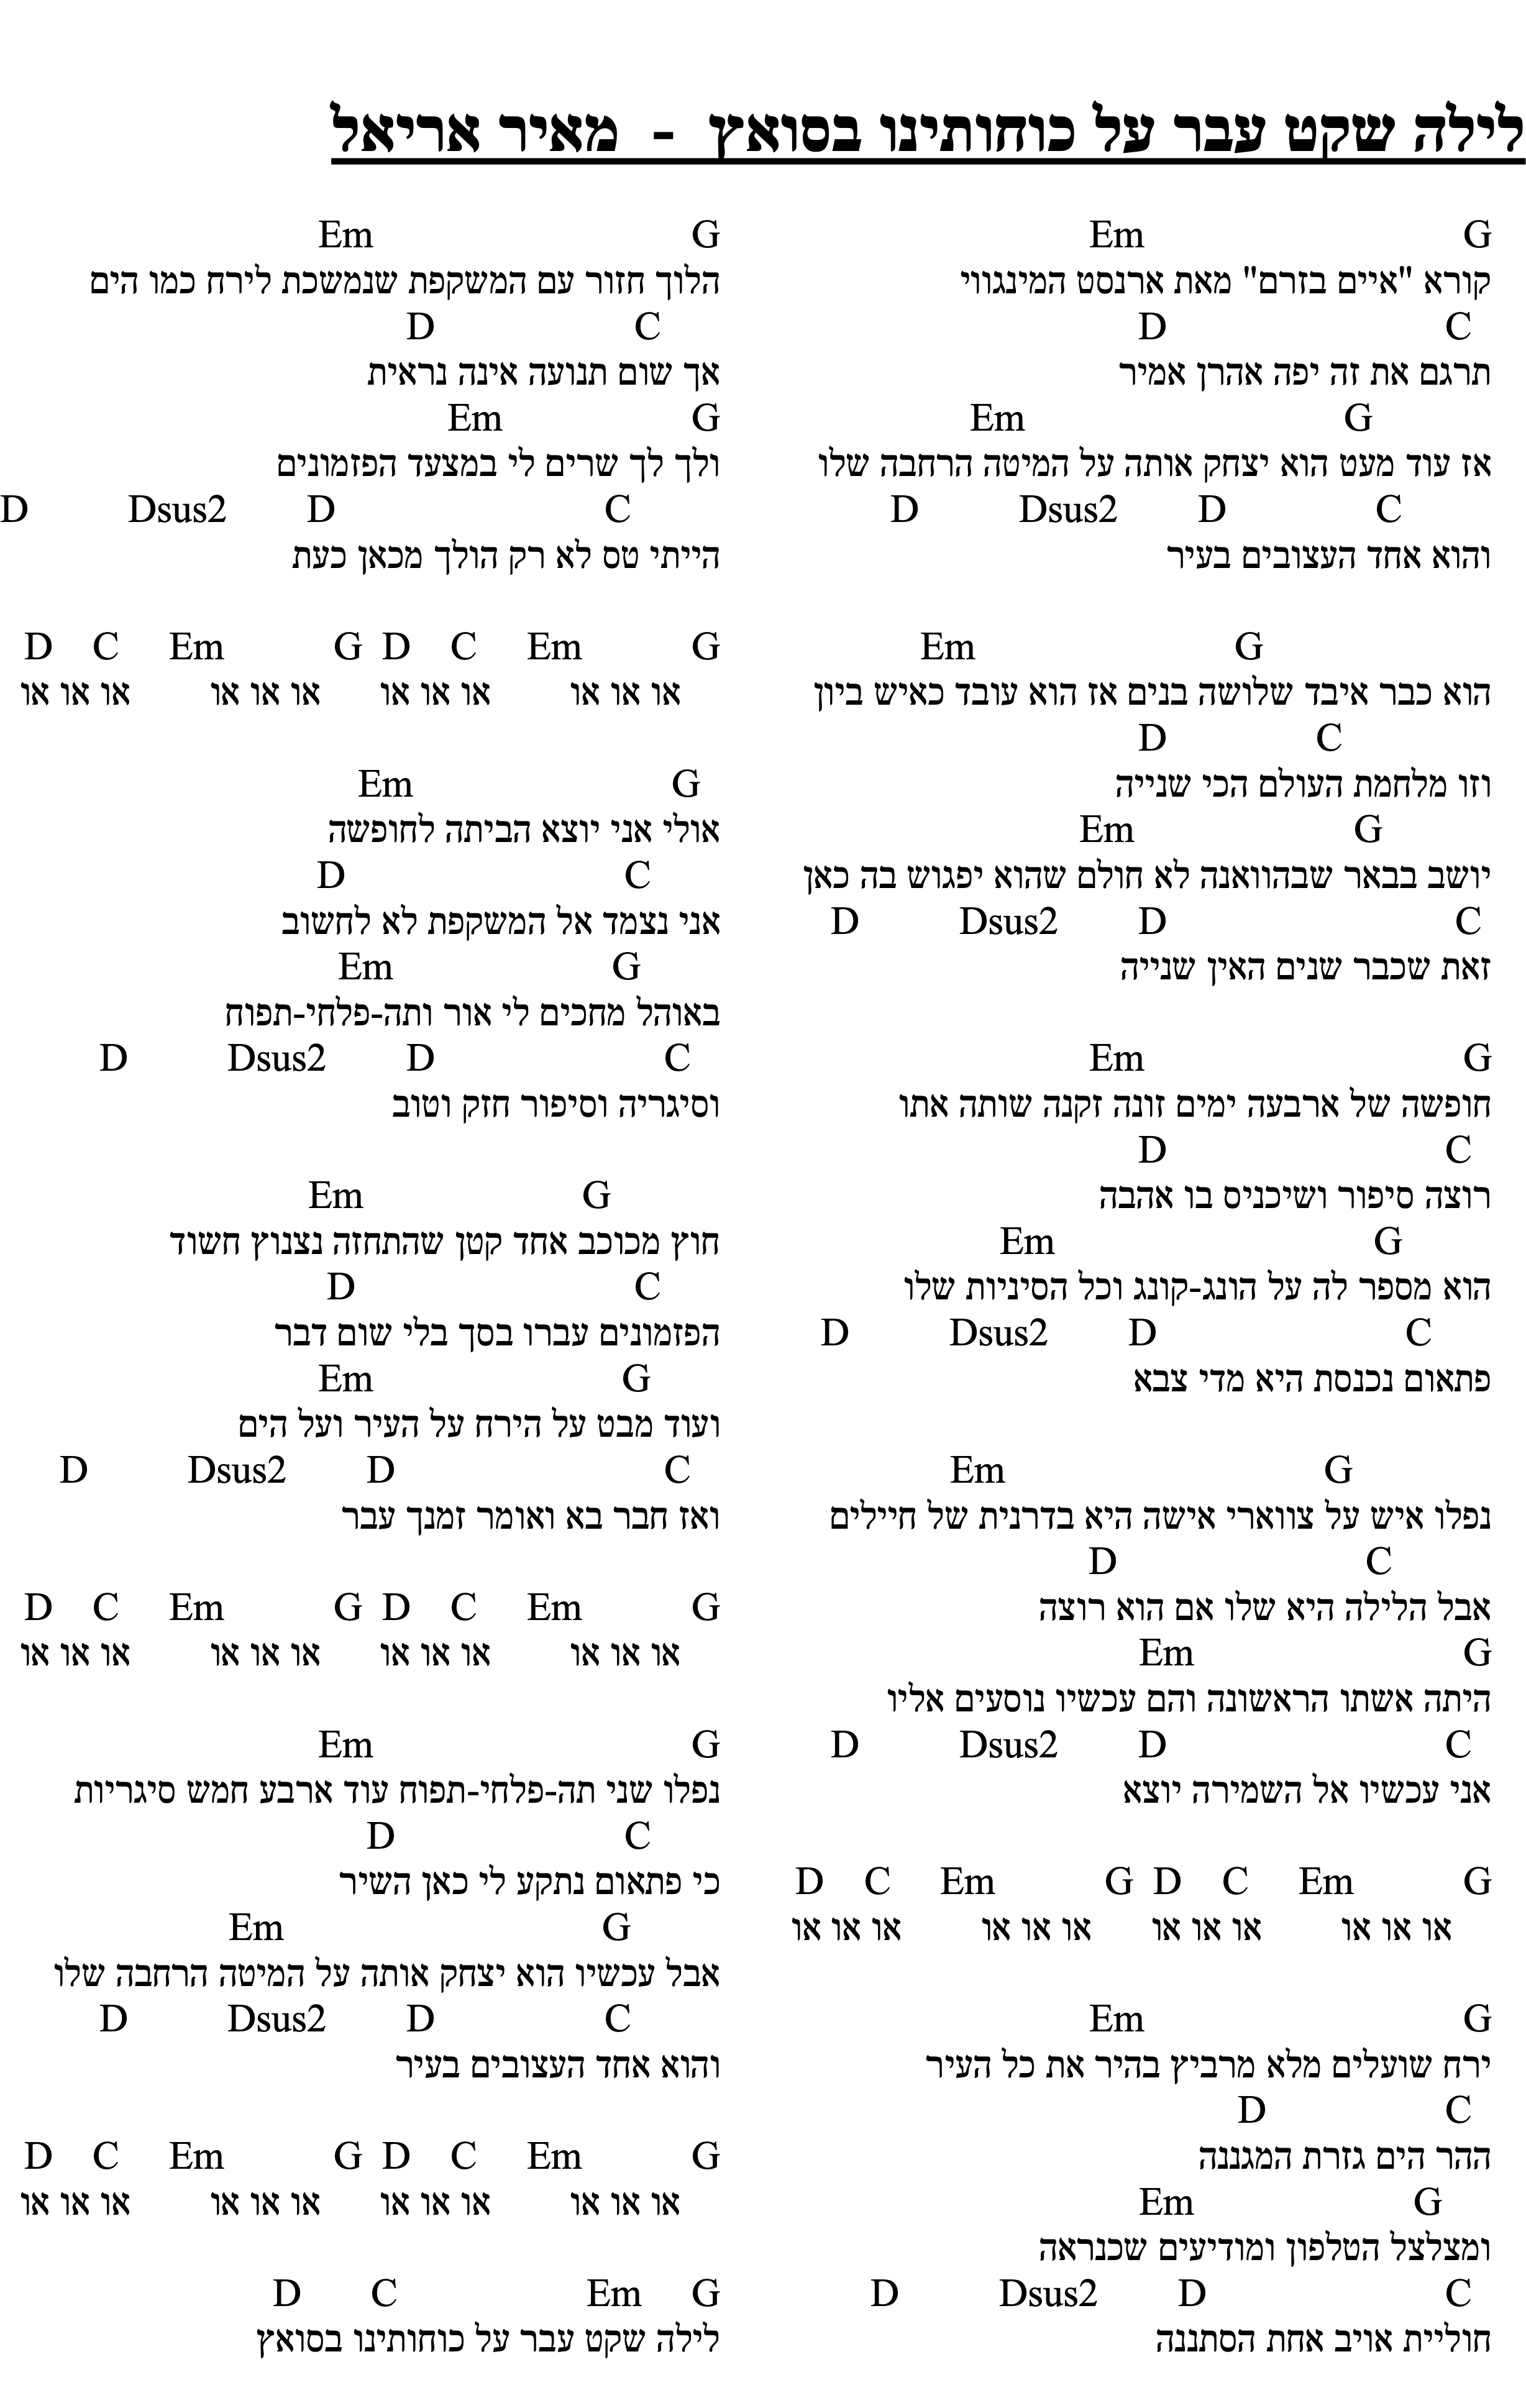 לילה שקט עבר על כוחותינו בסואץ - מאיר אריאל
G Em
קורא "איים בזרם" מאת ארנסט המינגווי
C D
תרגם את זה יפה אהרן אמיר
G Em
אז עוד מעט הוא יצחק אותה על המיטה הרחבה שלו
C D Dsus2 D
והוא אחד העצובים בעיר
G Em
הוא כבר איבד שלושה בנים אז הוא עובד כאיש ביון
C D
וזו מלחמת העולם הכי שנייה
G Em
יושב בבאר שבהוואנה לא חולם שהוא יפגוש בה כאן
C D Dsus2 D
זאת שכבר שנים האין שנייה
G Em
חופשה של ארבעה ימים זונה זקנה שותה אתו
C D
רוצה סיפור ושיכניס בו אהבה
G Em
הוא מספר לה על הונג-קונג וכל הסיניות שלו
C D Dsus2 D
פתאום נכנסת היא מדי צבא
G Em
נפלו איש על צווארי אישה היא בדרנית של חיילים
C D
אבל הלילה היא שלו אם הוא רוצה
G Em
היתה אשתו הראשונה והם עכשיו נוסעים אליו
C D Dsus2 D
אני עכשיו אל השמירה יוצא
G Em C D G Em C D
או או או או או או או או או או או או
G Em
ירח שועלים מלא מרביץ בהיר את כל העיר
C D
ההר הים גזרת המגננה
G Em
ומצלצל הטלפון ומודיעים שכנראה
C D Dsus2 D
חוליית אויב אחת הסתננה
G Em
הלוך חזור עם המשקפת שנמשכת לירח כמו הים
C D
אך שום תנועה אינה נראית
G Em
ולך לך שרים לי במצעד הפזמונים
C D Dsus2 D
הייתי טס לא רק הולך מכאן כעת
G Em C D G Em C D
או או או או או או או או או או או או
G Em
אולי אני יוצא הביתה לחופשה
C D
אני נצמד אל המשקפת לא לחשוב
G Em
באוהל מחכים לי אור ותה-פלחי-תפוח
C D Dsus2 D
וסיגריה וסיפור חזק וטוב
G Em
חוץ מכוכב אחד קטן שהתחזה נצנוץ חשוד
C D
הפזמונים עברו בסך בלי שום דבר
G Em
ועוד מבט על הירח על העיר ועל הים
C D Dsus2 D
ואז חבר בא ואומר זמנך עבר
G Em C D G Em C D
או או או או או או או או או או או או
G Em
נפלו שני תה-פלחי-תפוח עוד ארבע חמש סיגריות
C D
כי פתאום נתקע לי כאן השיר
G Em
אבל עכשיו הוא יצחק אותה על המיטה הרחבה שלו
C D Dsus2 D
והוא אחד העצובים בעיר
G Em C D G Em C D
או או או או או או או או או או או או
G Em C D
לילה שקט עבר על כוחותינו בסואץ